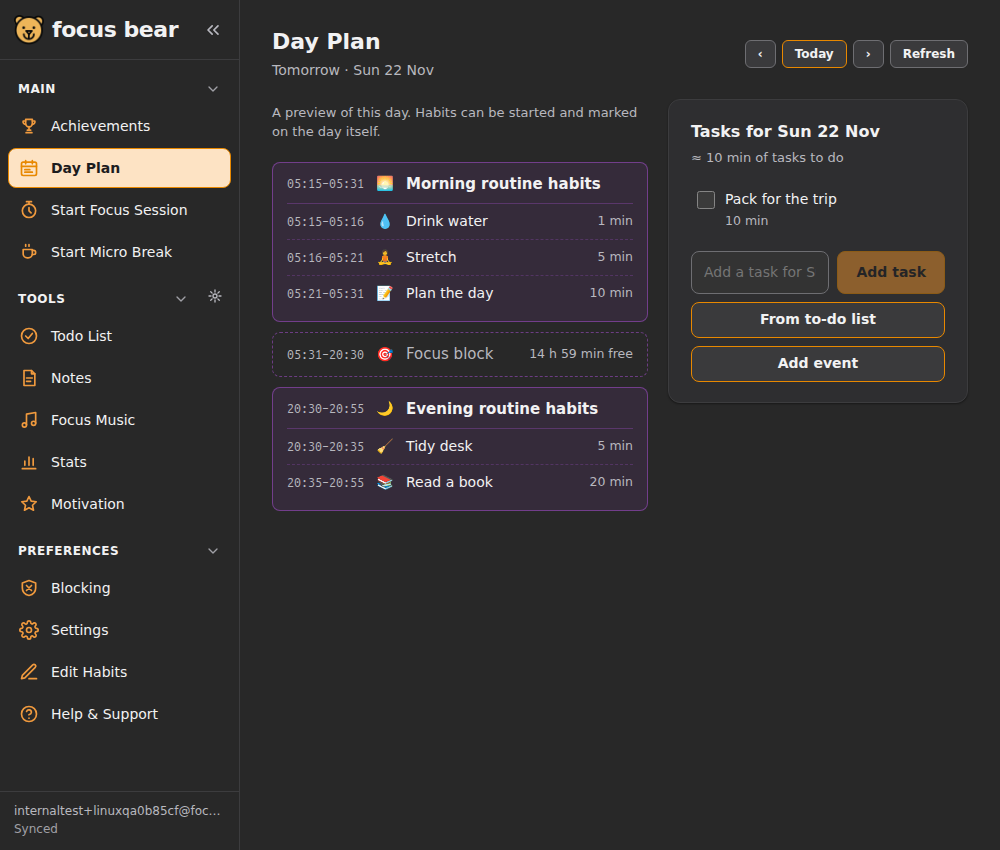 focus bear
MAIN
Achievements
Day Plan
Start Focus Session
Start Micro Break
TOOLS
Todo List
Notes
Focus Music
Stats
Motivation
PREFERENCES
Blocking
Settings
Edit Habits
Help & Support
internaltest+linuxqa0b85cf@foc...
Synced
Day Plan
Tomorrow · Sun 22 Nov
‹ Today › Refresh
A preview of this day. Habits can be started and marked
on the day itself.
05:15–05:31 Morning routine habits
05:15–05:16 Drink water 1 min
05:16–05:21 Stretch 5 min
05:21–05:31 Plan the day 10 min
05:31–20:30 Focus block 14 h 59 min free
20:30–20:55 Evening routine habits
20:30–20:35 Tidy desk 5 min
20:35–20:55 Read a book 20 min
Tasks for Sun 22 Nov
≈ 10 min of tasks to do
Pack for the trip
10 min
Add a task for S Add task
From to-do list
Add event